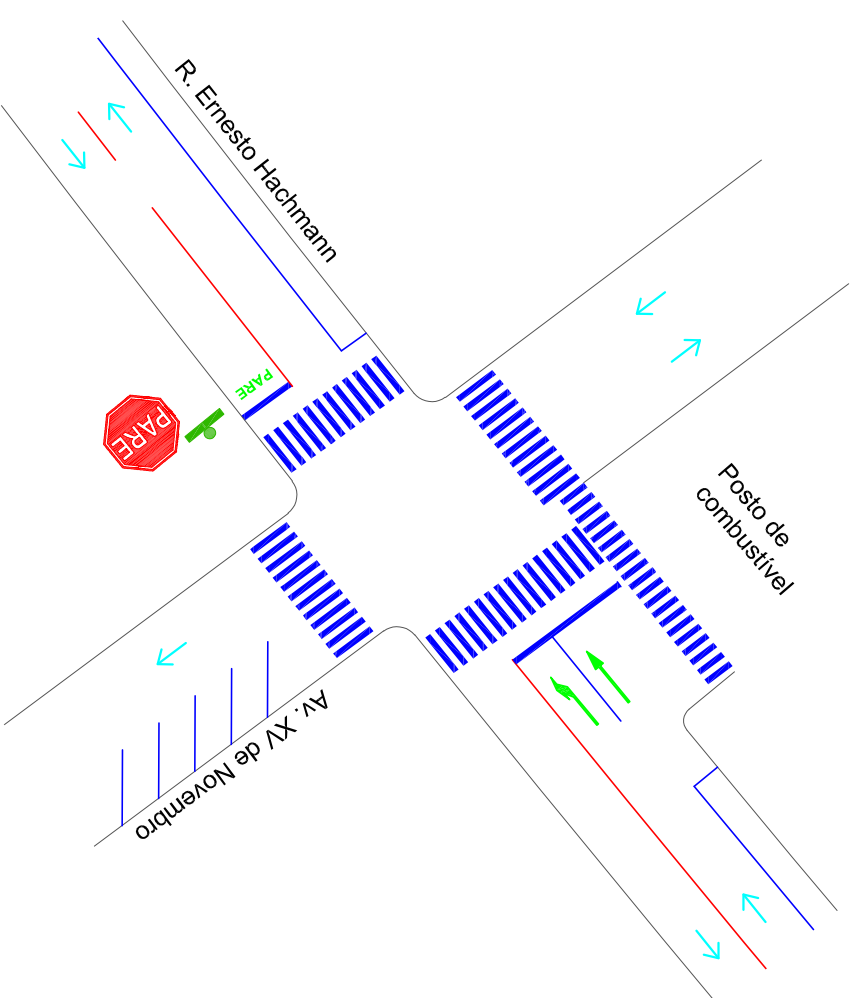 R. Ernesto Hachmann
PARE
PARE
Posto de
combustível
Av. XV de Novembro